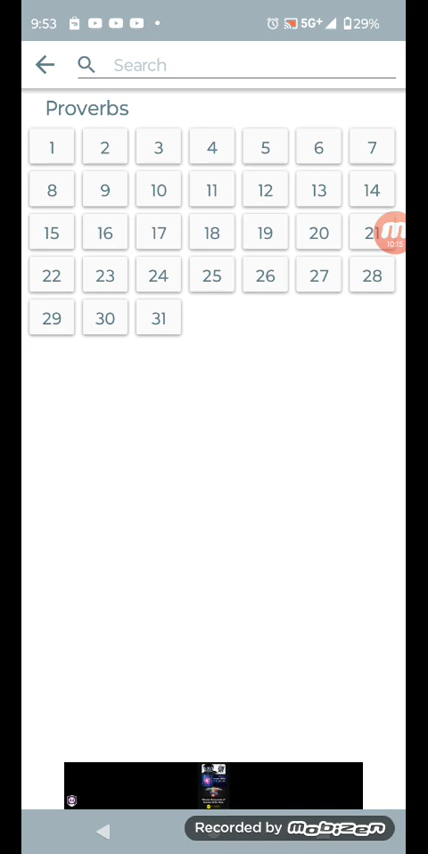 9:53 5G+ 29%
Search
Proverbs
1 2 3 4 5 6 7
8 9 10 11 12 13 14
15 16 17 18 19 20 21
10:15
22 23 24 25 26 27 28
29 30 31
Recorded by mobizen